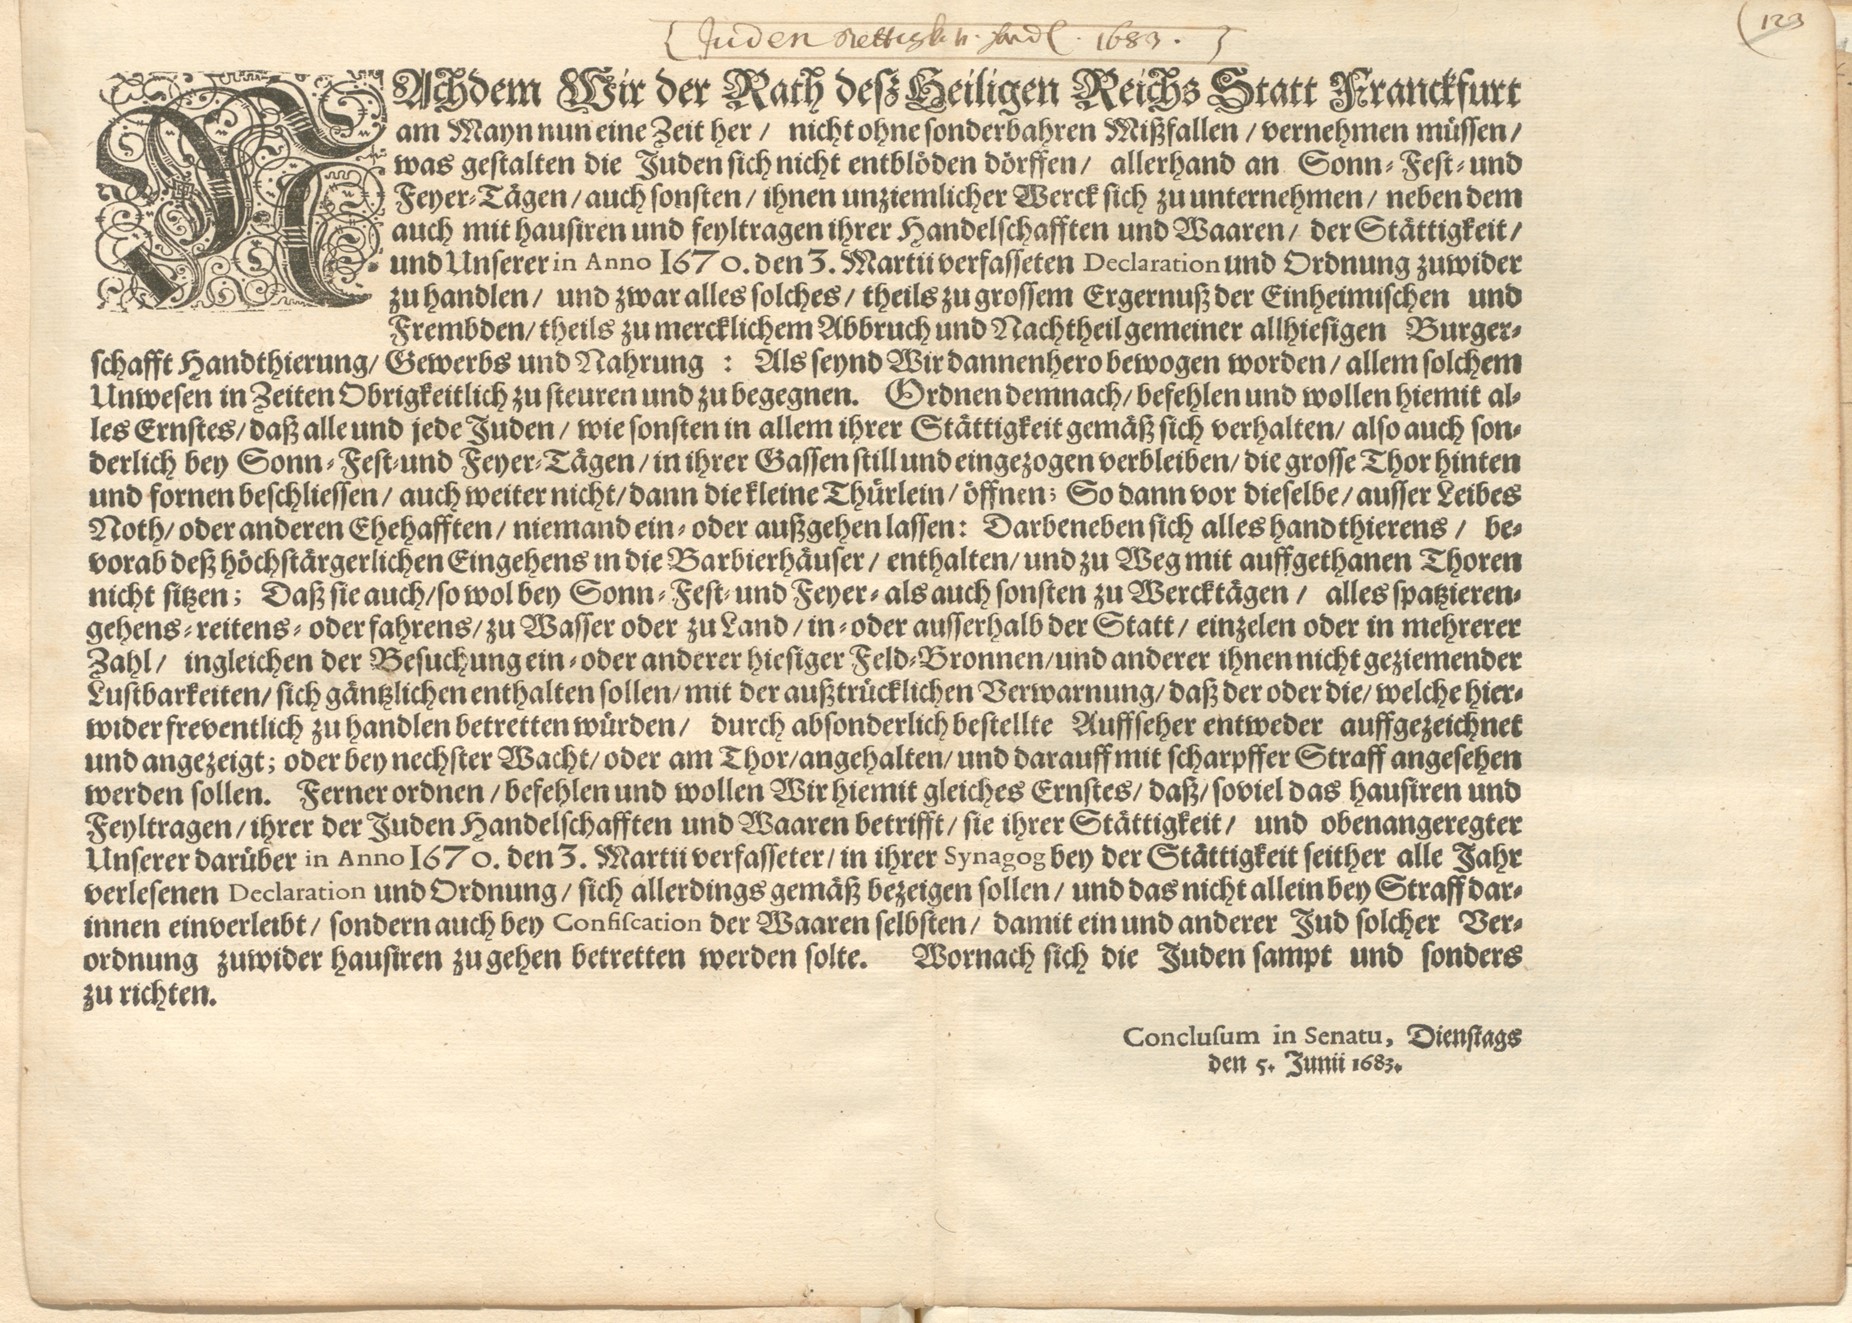 Juden 1683.
123
NAchdem Wir der Rath deß Heiligen Reichs Statt Franckfurt
am Mayn nun eine Zeit her / nicht ohne sonderbahren Mißfallen / vernehmen müssen /
was gestalten die Juden sich nicht entblöden dörffen / allerhand an Sonn- Fest- und
Feyer-Tägen / auch sonsten / ihnen unziemlicher Werck sich zu unternehmen / neben dem
auch mit hausiren und feyltragen ihrer Handelschafften und Waaren / der Stättigkeit /
und Unserer in Anno 1670. den 3. Martii verfasseten Declaration und Ordnung zuwider
zu handlen / und zwar alles solches / theils zu grossem Ergernuß der Einheimischen und
Frembden / theils zu mercklichem Abbruch und Nachtheil gemeiner allhiesigen Burger-
schafft Handthierung / Gewerbs und Nahrung : Als seynd Wir dannenhero bewogen worden / allem solchem
Unwesen in Zeiten Obrigkeitlich zu steuren und zu begegnen. Ordnen demnach / befehlen und wollen hiemit al-
les Ernstes / daß alle und jede Juden / wie sonsten in allem ihrer Stättigkeit gemäß sich verhalten / also auch son-
derlich bey Sonn- Fest- und Feyer-Tägen / in ihrer Gassen still und eingezogen verbleiben / die grosse Thor hinten
und fornen beschliessen / auch weiter nicht / dann die kleine Thürlein / öffnen; So dann vor dieselbe / ausser Leibes
Noth / oder anderen Ehehafften / niemand ein- oder außgehen lassen: Darbeneben sich alles handthierens / be-
vorab deß höchstärgerlichen Eingehens in die Barbierhäuser / enthalten / und zu Weg mit auffgethanen Thoren
nicht sitzen; Daß sie auch / so wol bey Sonn- Fest- und Feyer- als auch sonsten zu Wercktägen / alles spatzieren-
gehens- reitens- oder fahrens / zu Wasser oder zu Land / in- oder ausserhalb der Statt / einzelen oder in mehrerer
Zahl / ingleichen der Besuchung ein- oder anderer hiesiger Feld-Bronnen / und anderer ihnen nicht geziemender
Lustbarkeiten / sich gäntzlichen enthalten sollen / mit der außtrücklichen Verwarnung / daß der oder die / welche hier-
wider freventlich zu handlen betretten würden / durch absonderlich bestellte Auffseher entweder auffgezeichnet
und angezeigt; oder bey nechster Wacht / oder am Thor / angehalten / und darauff mit scharpffer Straff angesehen
werden sollen. Ferner ordnen / befehlen und wollen Wir hiemit gleiches Ernstes / daß / soviel das hausiren und
Feyltragen / ihrer der Juden Handelschafften und Waaren betrifft / sie ihrer Stättigkeit / und obenangeregter
Unserer darüber in Anno 1670. den 3. Martii verfasseter / in ihrer Synagog bey der Stättigkeit seither alle Jahr
verlesenen Declaration und Ordnung / sich allerdings gemäß bezeigen sollen / und das nicht allein bey Straff dar-
innen einverleibt / sondern auch bey Confiscation der Waaren selbsten / damit ein und anderer Jud solcher Ver-
ordnung zuwider hausiren zu gehen betretten werden solte. Wornach sich die Juden sampt und sonders
zu richten.
Conclusum in Senatu, Dienstags
den 5. Junii 1683.